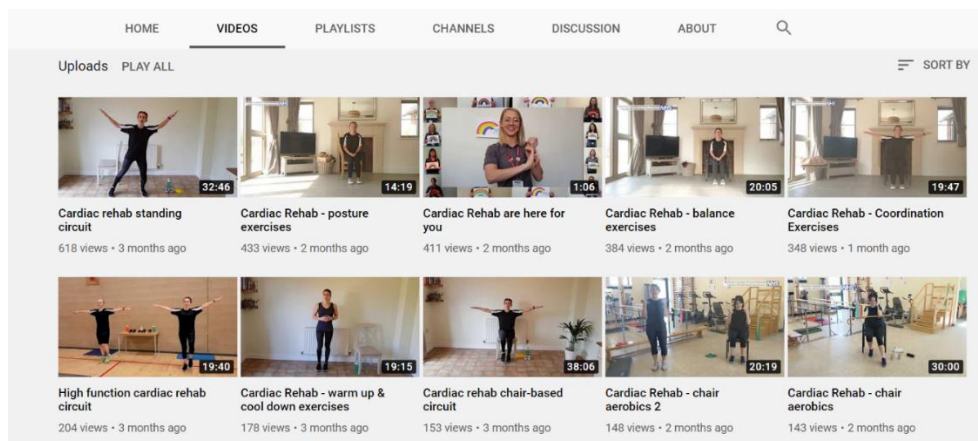 HOME VIDEOS PLAYLISTS CHANNELS DISCUSSION ABOUT
Uploads PLAY ALL SORT BY
32:46 14:19 1:06 20:05 19:47
Cardiac rehab standing circuit
618 views • 3 months ago
Cardiac Rehab - posture exercises
433 views • 2 months ago
Cardiac Rehab are here for you
411 views • 2 months ago
Cardiac Rehab - balance exercises
384 views • 2 months ago
Cardiac Rehab - Coordination Exercises
348 views • 1 month ago
19:40 19:15 38:06 20:19 30:00
High function cardiac rehab circuit
204 views • 3 months ago
Cardiac Rehab - warm up & cool down exercises
178 views • 3 months ago
Cardiac rehab chair-based circuit
153 views • 3 months ago
Cardiac Rehab - chair aerobics 2
148 views • 2 months ago
Cardiac Rehab - chair aerobics
143 views • 2 months ago